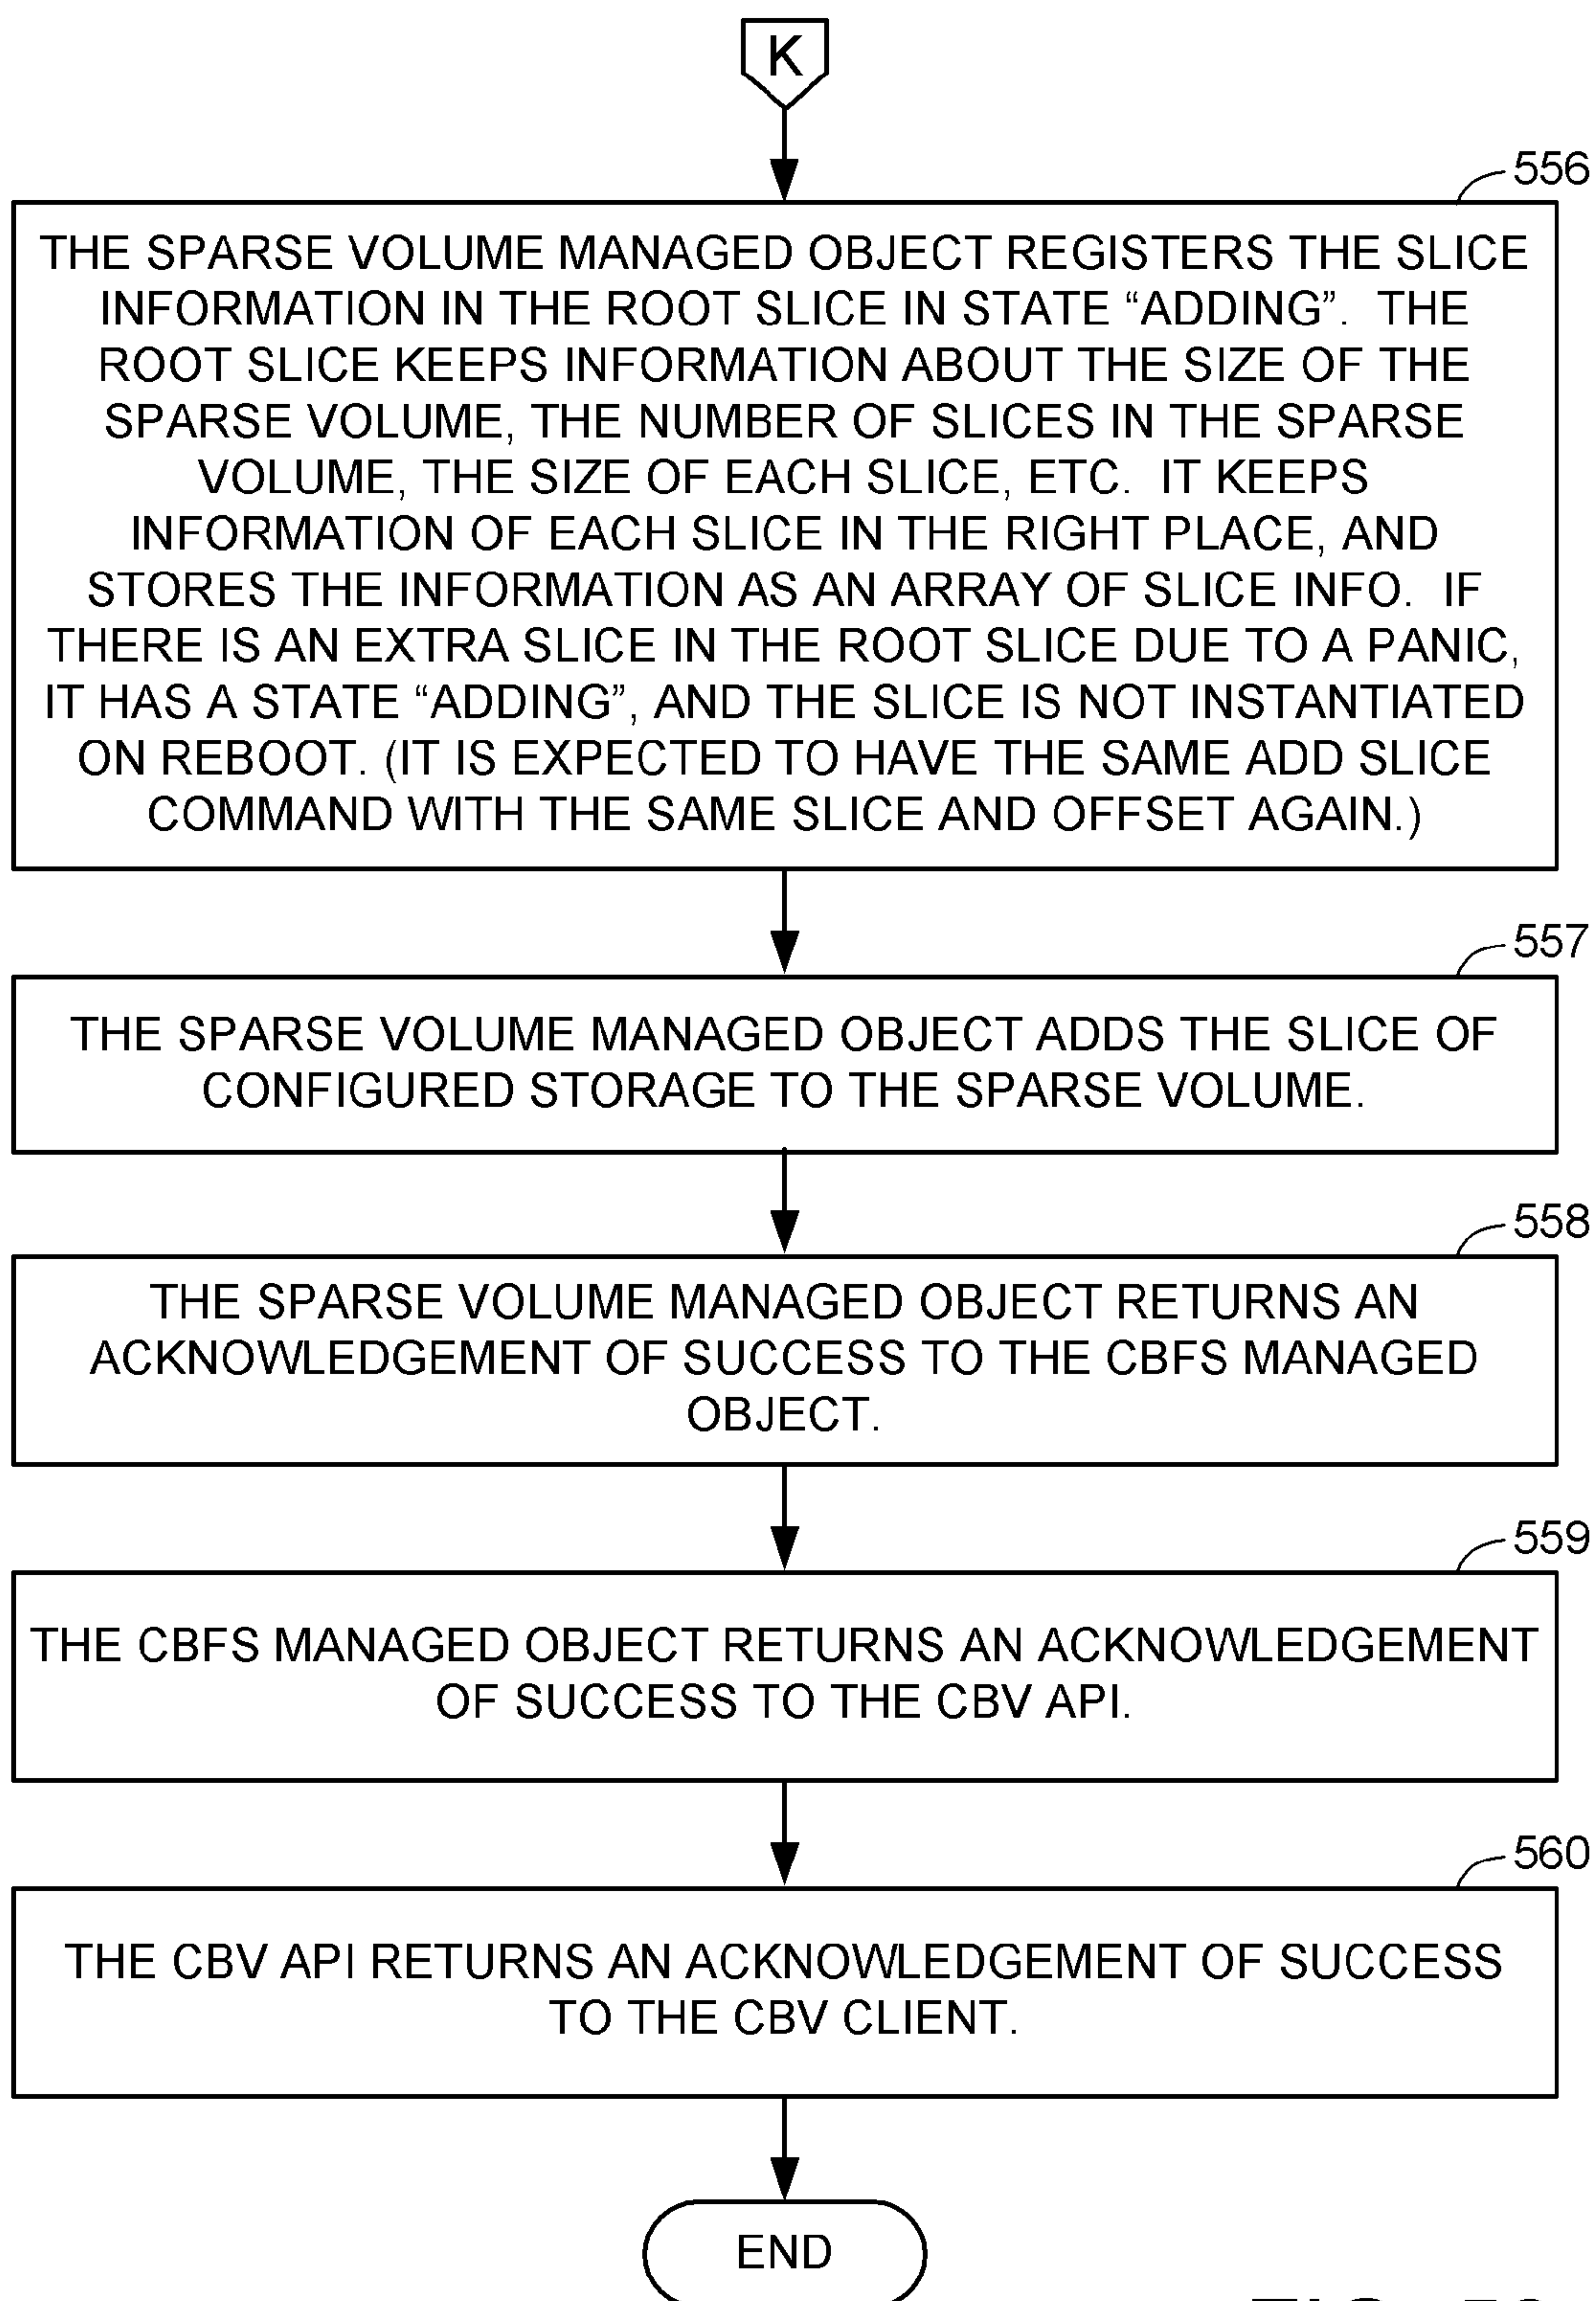 K
556
THE SPARSE VOLUME MANAGED OBJECT REGISTERS THE SLICE
INFORMATION IN THE ROOT SLICE IN STATE “ADDING”. THE
ROOT SLICE KEEPS INFORMATION ABOUT THE SIZE OF THE
SPARSE VOLUME, THE NUMBER OF SLICES IN THE SPARSE
VOLUME, THE SIZE OF EACH SLICE, ETC. IT KEEPS
INFORMATION OF EACH SLICE IN THE RIGHT PLACE, AND
STORES THE INFORMATION AS AN ARRAY OF SLICE INFO. IF
THERE IS AN EXTRA SLICE IN THE ROOT SLICE DUE TO A PANIC,
IT HAS A STATE “ADDING”, AND THE SLICE IS NOT INSTANTIATED
ON REBOOT. (IT IS EXPECTED TO HAVE THE SAME ADD SLICE
COMMAND WITH THE SAME SLICE AND OFFSET AGAIN.)
557
THE SPARSE VOLUME MANAGED OBJECT ADDS THE SLICE OF
CONFIGURED STORAGE TO THE SPARSE VOLUME.
558
THE SPARSE VOLUME MANAGED OBJECT RETURNS AN
ACKNOWLEDGEMENT OF SUCCESS TO THE CBFS MANAGED
OBJECT.
559
THE CBFS MANAGED OBJECT RETURNS AN ACKNOWLEDGEMENT
OF SUCCESS TO THE CBV API.
560
THE CBV API RETURNS AN ACKNOWLEDGEMENT OF SUCCESS
TO THE CBV CLIENT.
END